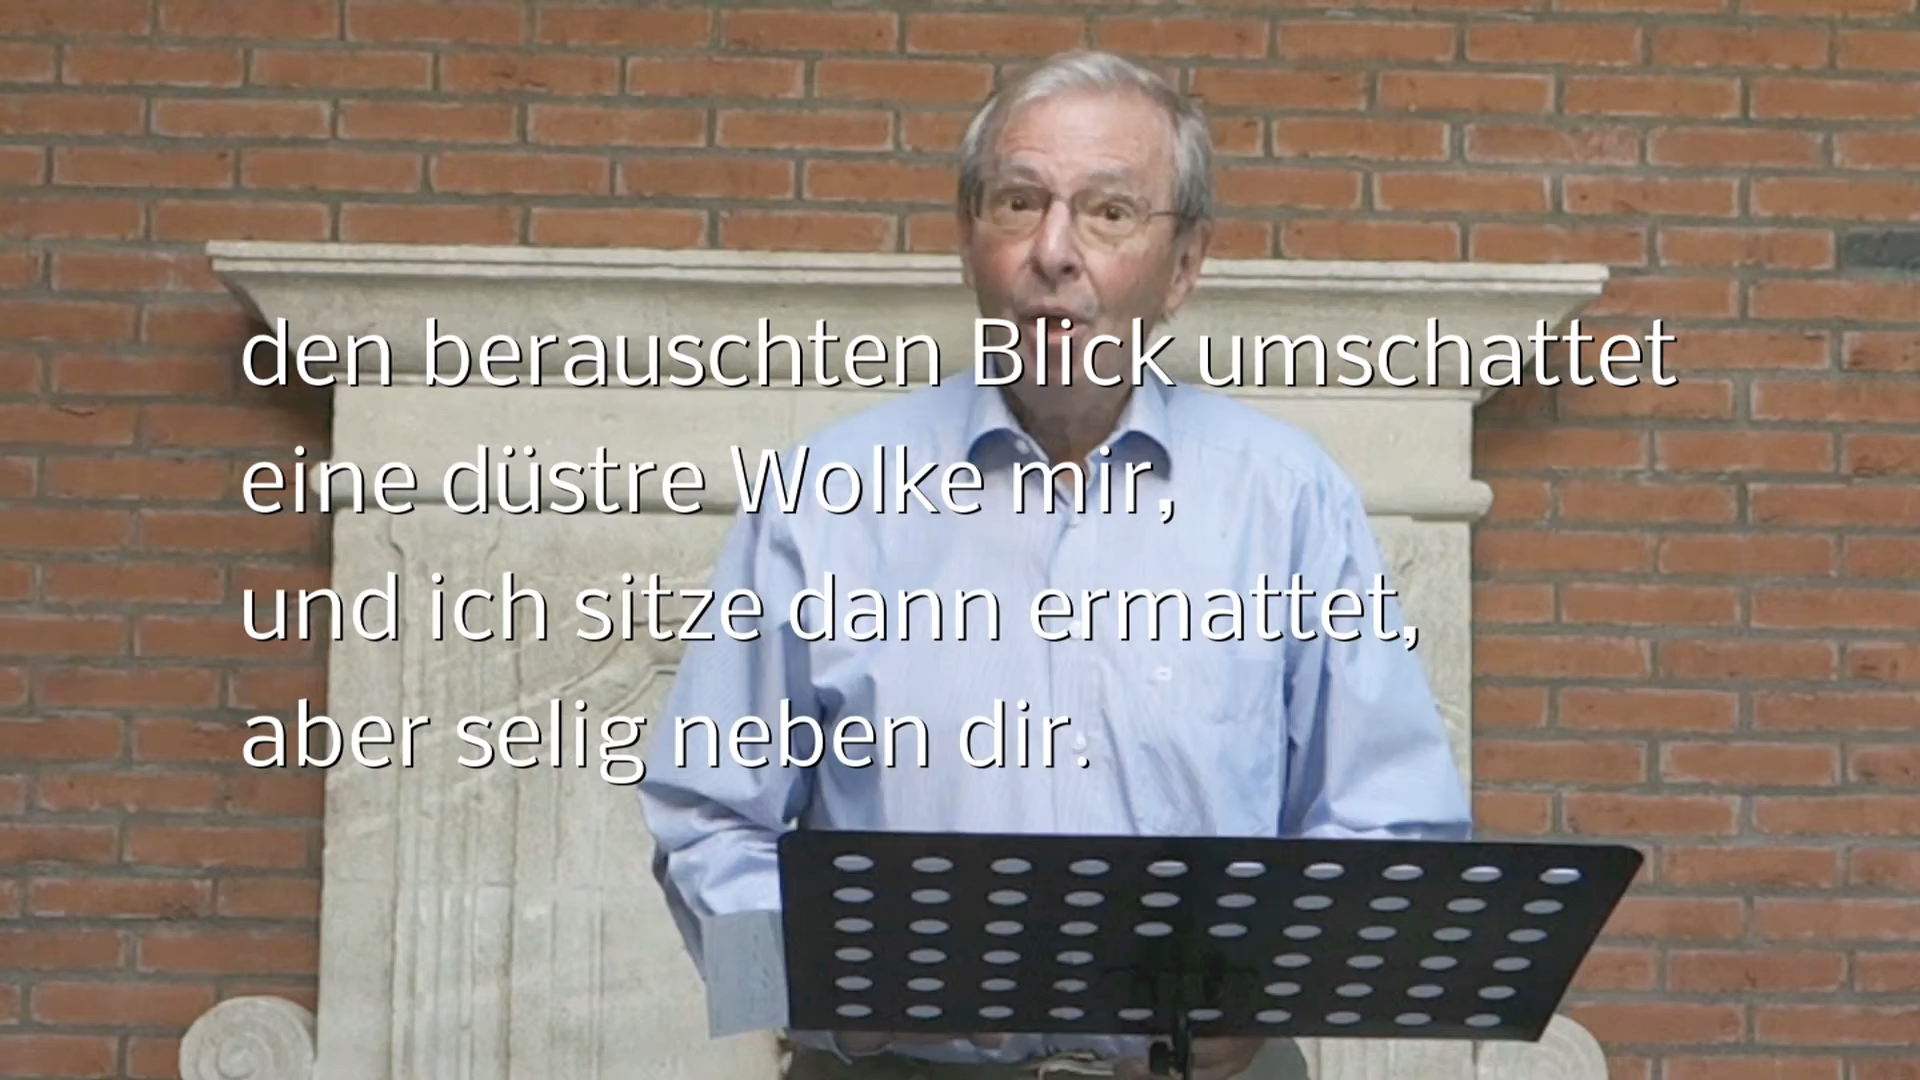 den berauschten Blick umschattet
eine düstre Wolke mir,
und ich sitze dann ermattet,
aber selig neben dir.